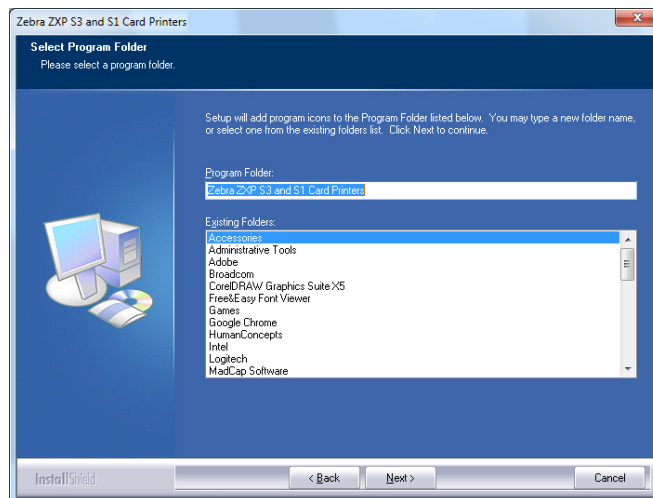 Zebra ZXP S3 and S1 Card Printers
Select Program Folder
Please select a program folder.
Setup will add program icons to the Program Folder listed below. You may type a new folder name,
or select one from the existing folders list. Click Next to continue.
Program Folder:
Zebra ZXP S3 and S1 Card Printers
Existing Folders:
Accessories
Administrative Tools
Adobe
Broadcom
CorelDRAW Graphics Suite X5
Free&Easy Font Viewer
Games
Google Chrome
HumanConcepts
Intel
Logitech
MadCap Software
InstallShield
< Back
Next >
Cancel